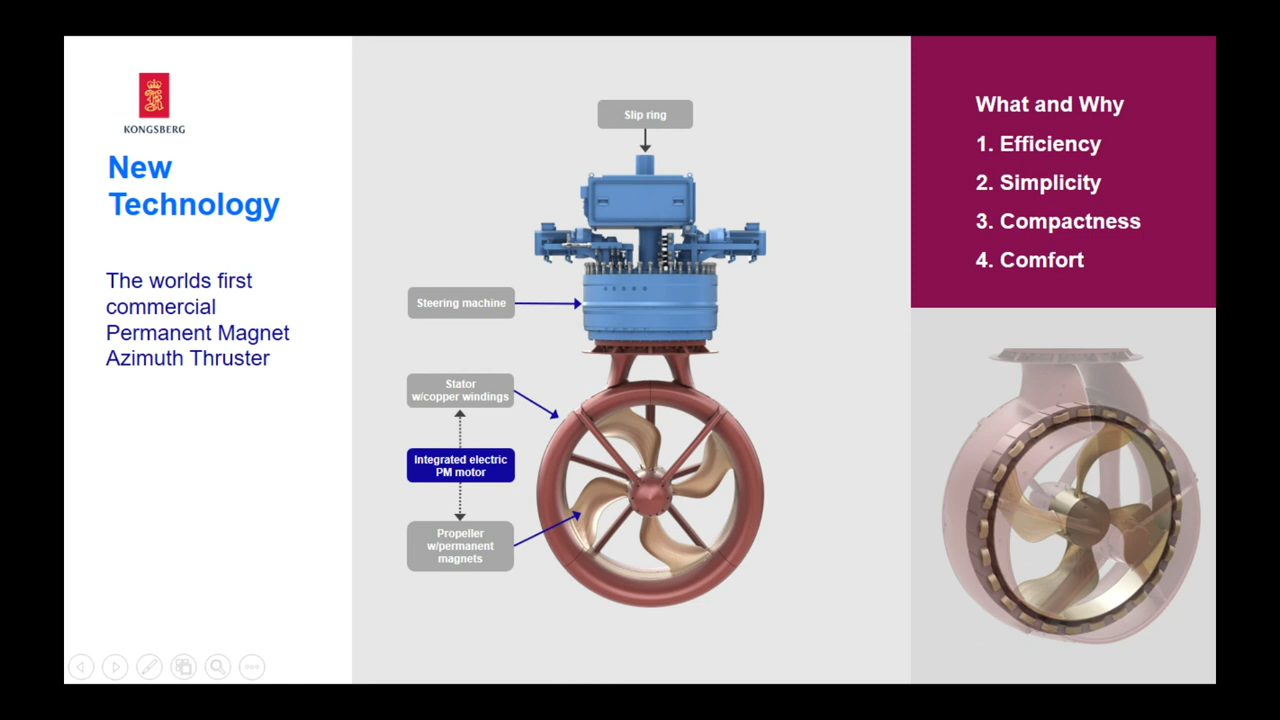 KONGSBERG
New
Technology
The worlds first
commercial
Permanent Magnet
Azimuth Thruster
Slip ring
Steering machine
Stator
w/copper windings
Integrated electric
PM motor
Propeller
w/permanent
magnets
What and Why
1. Efficiency
2. Simplicity
3. Compactness
4. Comfort